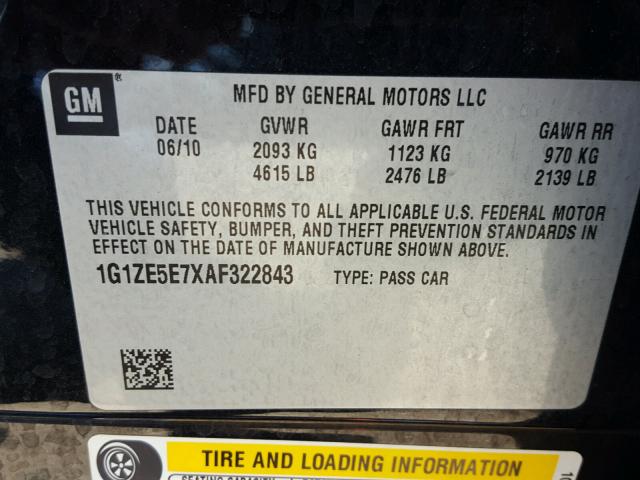 GM
MFD BY GENERAL MOTORS LLC
DATE GVWR GAWR FRT GAWR RR
06/10 2093 KG 1123 KG 970 KG
4615 LB 2476 LB 2139 LB
THIS VEHICLE CONFORMS TO ALL APPLICABLE U.S. FEDERAL MOTOR
VEHICLE SAFETY, BUMPER, AND THEFT PREVENTION STANDARDS IN
EFFECT ON THE DATE OF MANUFACTURE SHOWN ABOVE.
1G1ZE5E7XAF322843 TYPE: PASS CAR
TIRE AND LOADING INFORMATION
SEATING CAPACITY